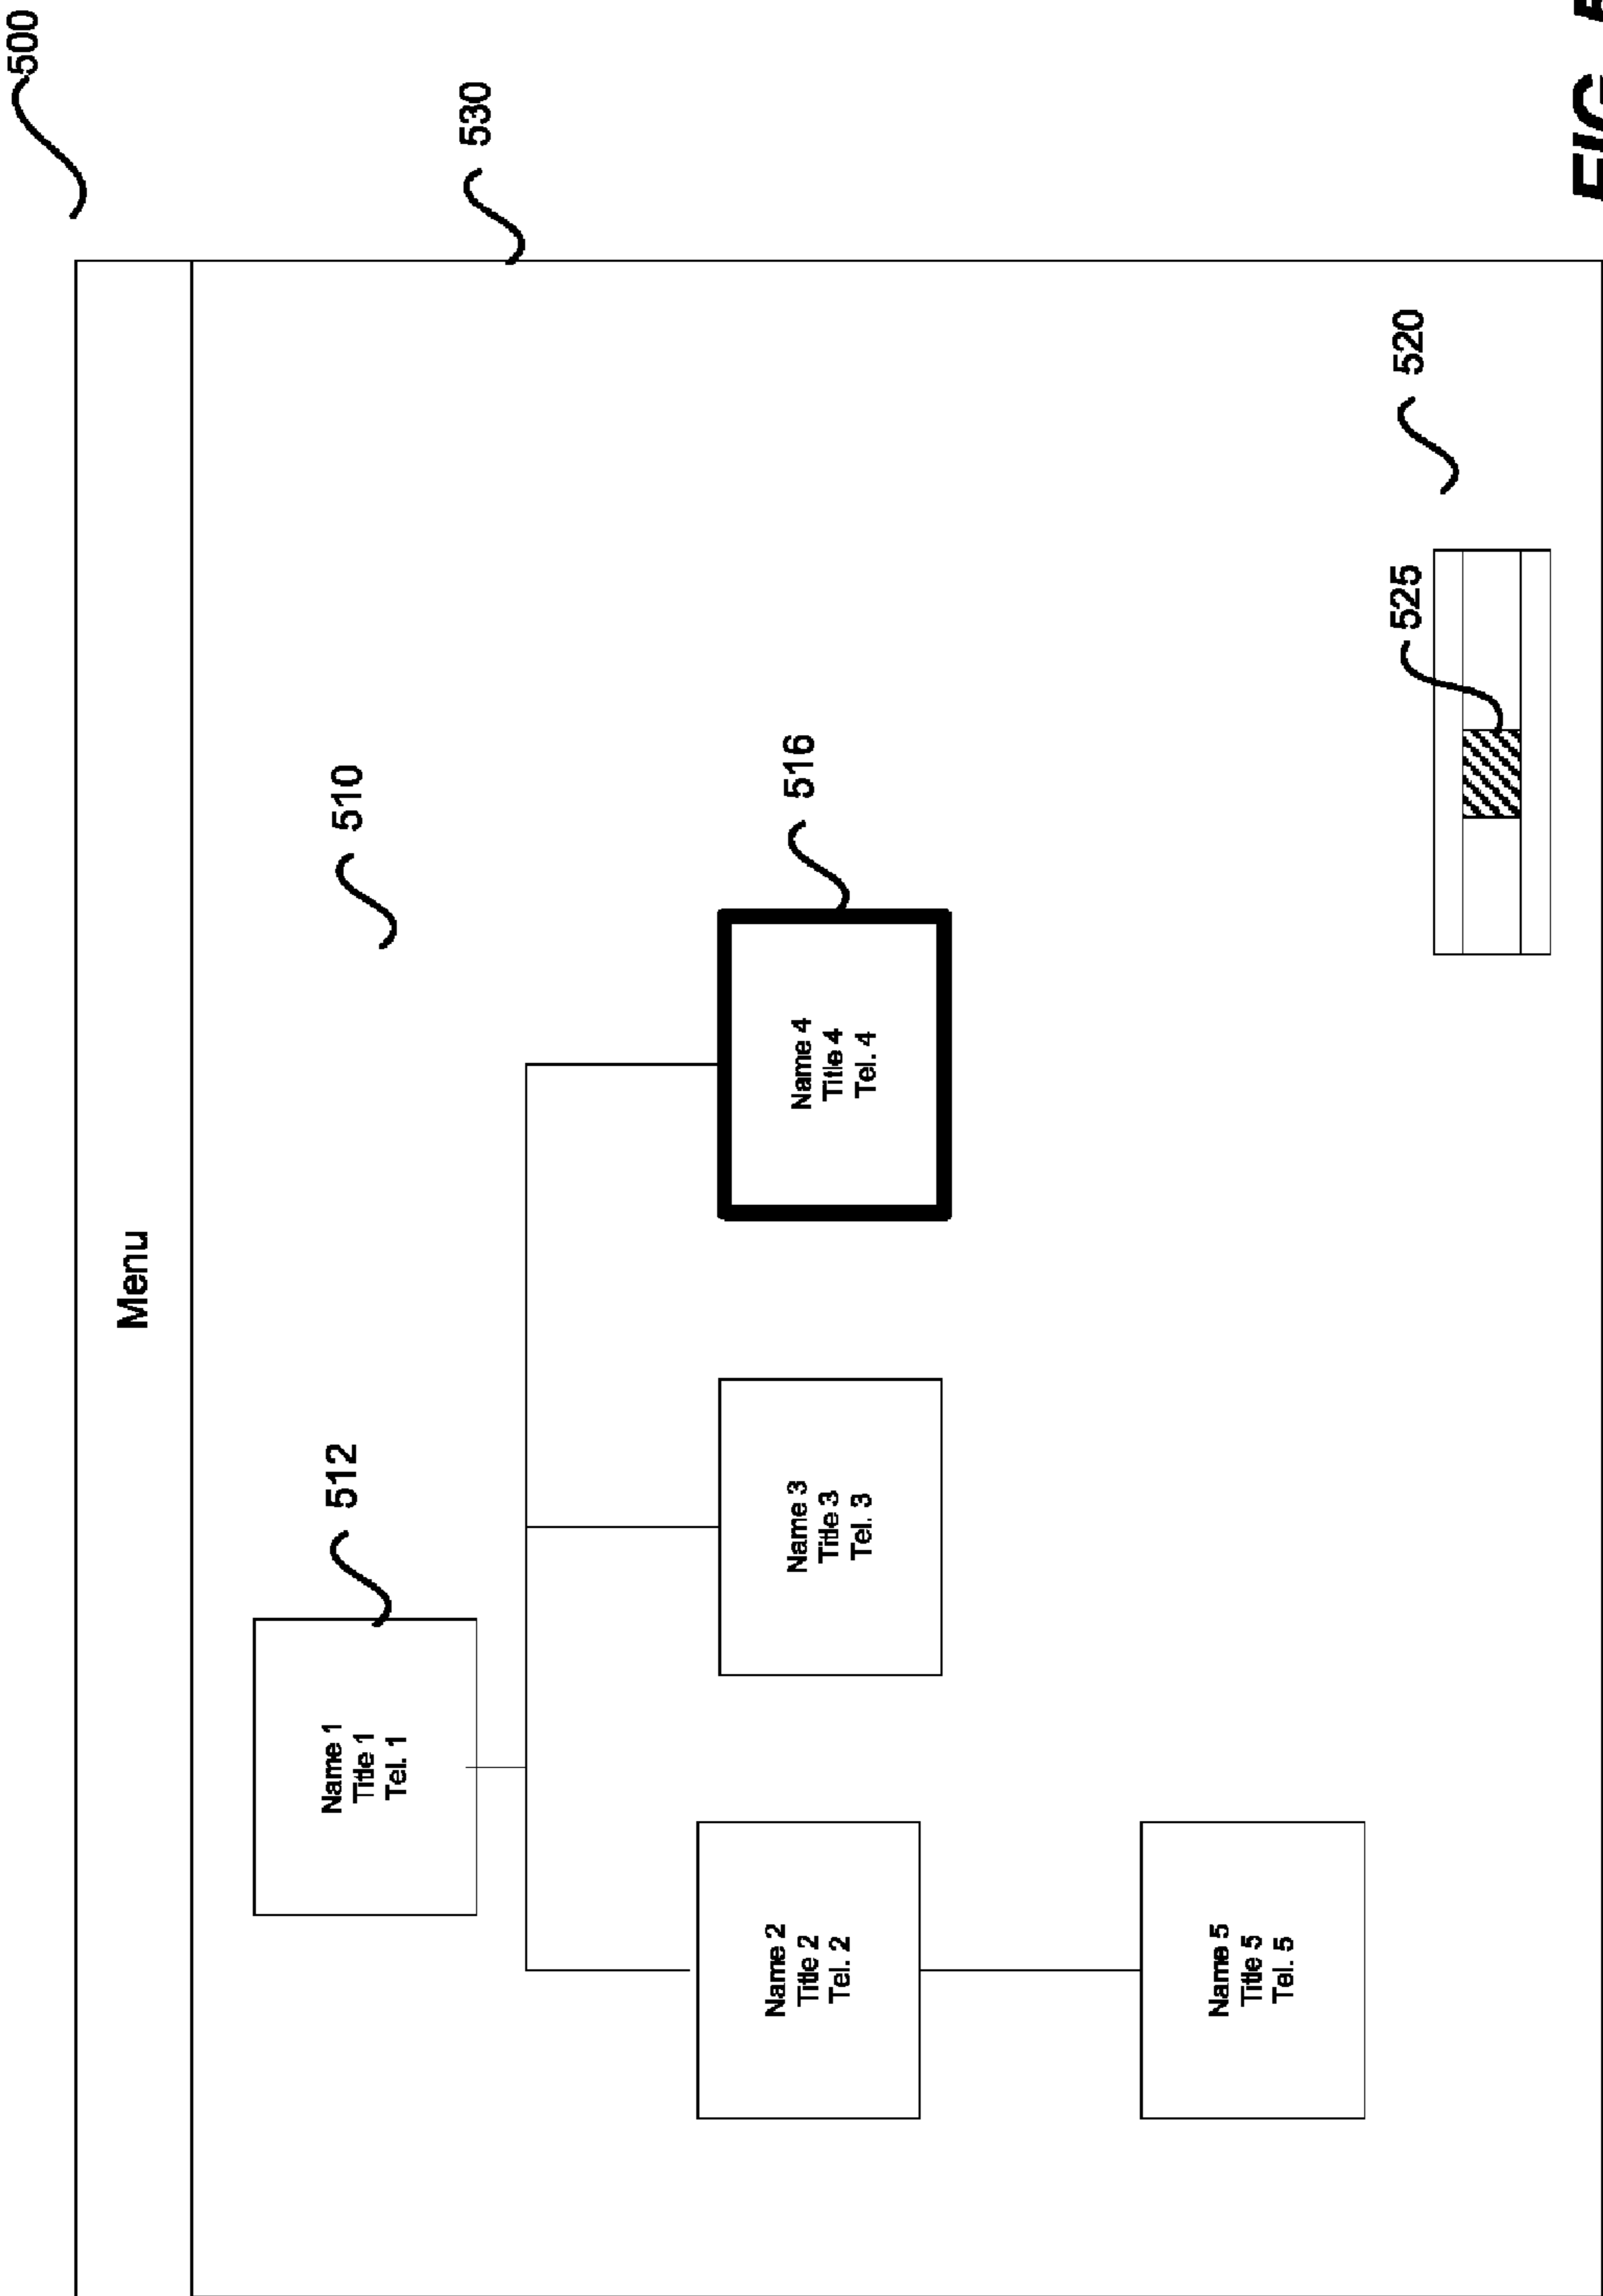 500
Menu
530
510
512
Name 1
Title 1
Tel. 1
516
Name 2
Title 2
Tel. 2
Name 3
Title 3
Tel. 3
Name 4
Title 4
Tel. 4
Name 5
Title 5
Tel. 5
525
520
FIG. 5